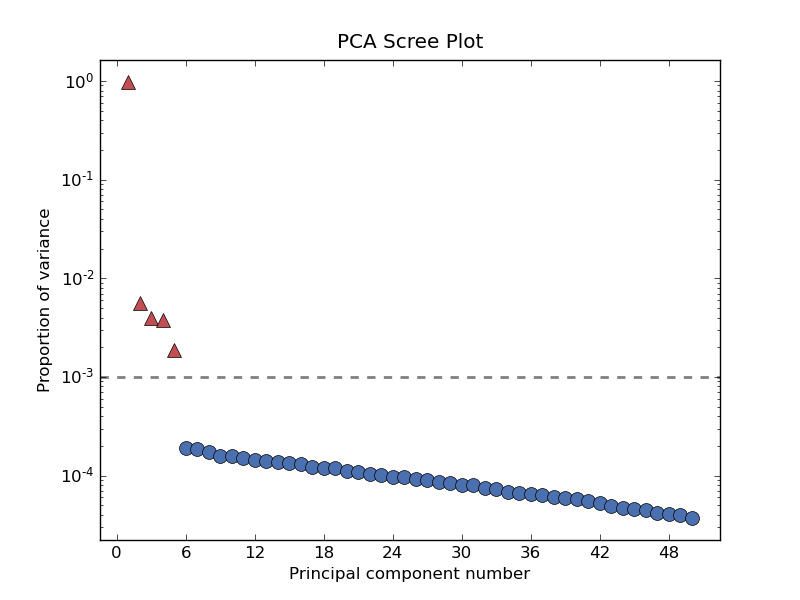 PCA Scree Plot
Proportion of variance
10^0
10^-1
10^-2
10^-3
10^-4
0 6 12 18 24 30 36 42 48
Principal component number